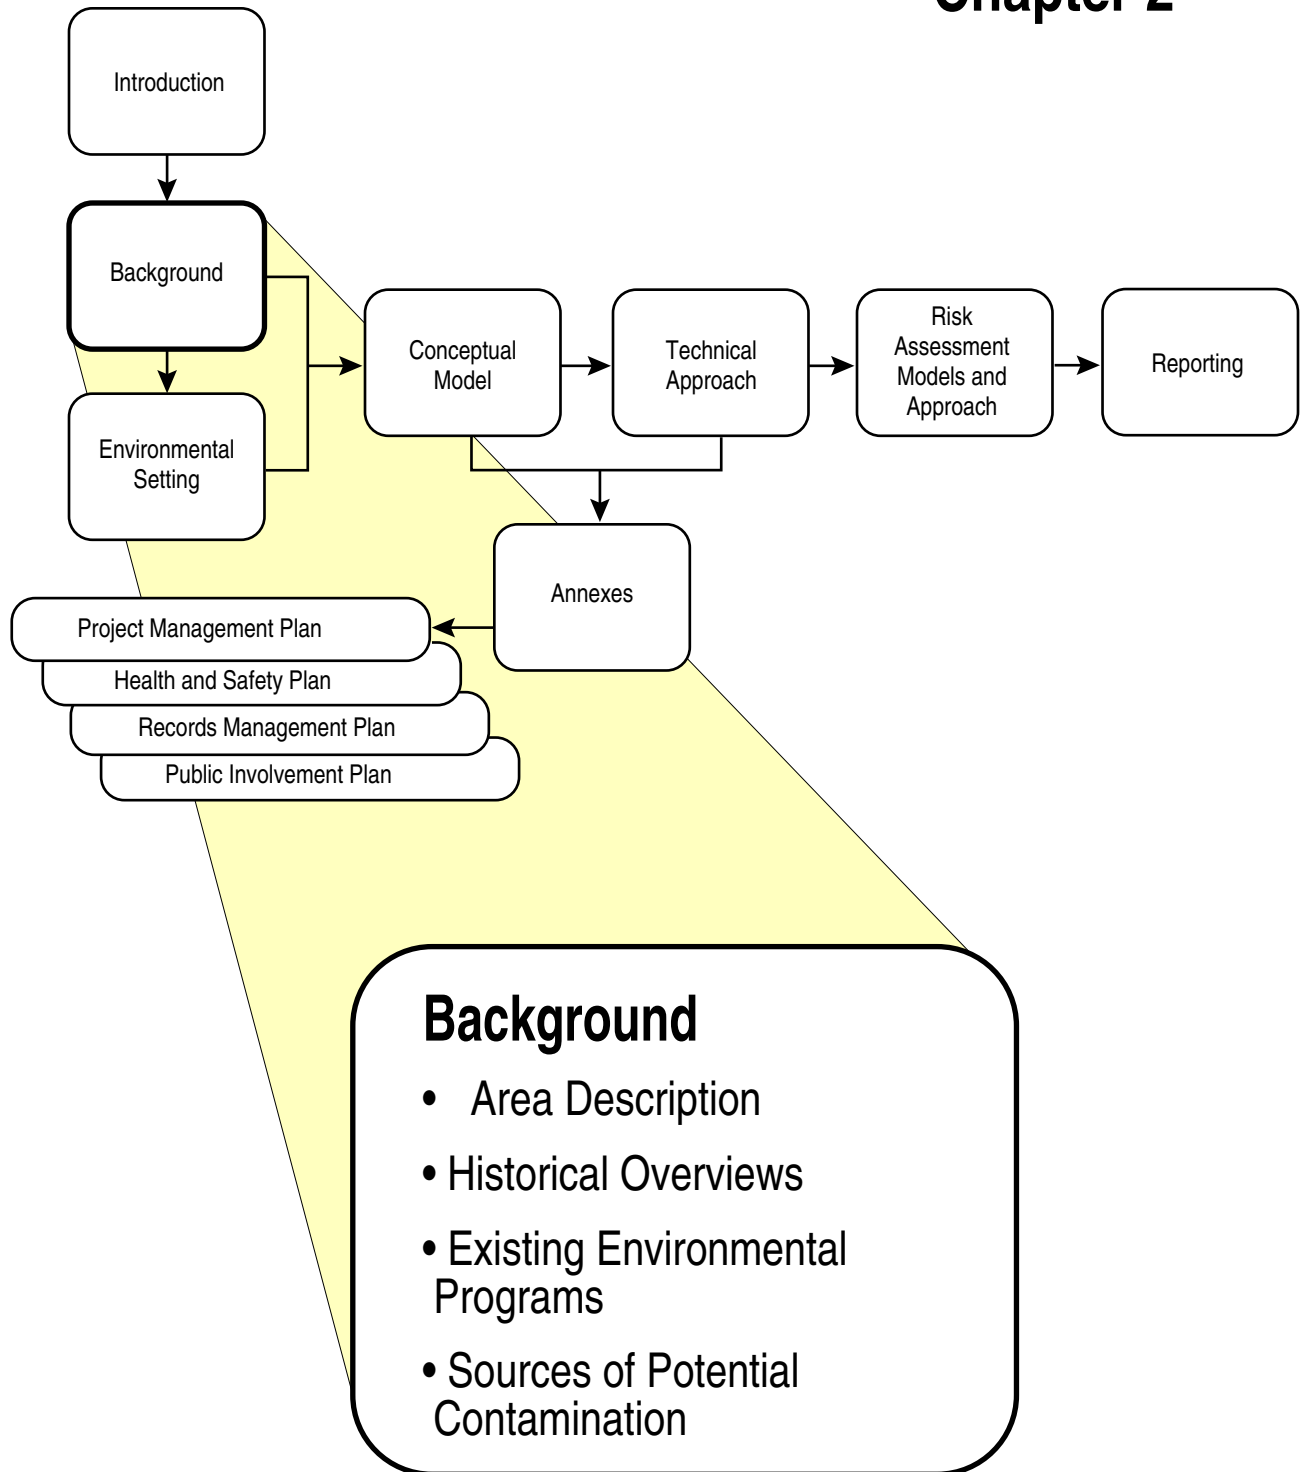 Chapter 2
Introduction
Background
Environmental
Setting
Conceptual
Model
Technical
Approach
Risk
Assessment
Models and
Approach
Reporting
Annexes
Project Management Plan
Health and Safety Plan
Records Management Plan
Public Involvement Plan
Background
• Area Description
• Historical Overviews
• Existing Environmental
Programs
• Sources of Potential
Contamination